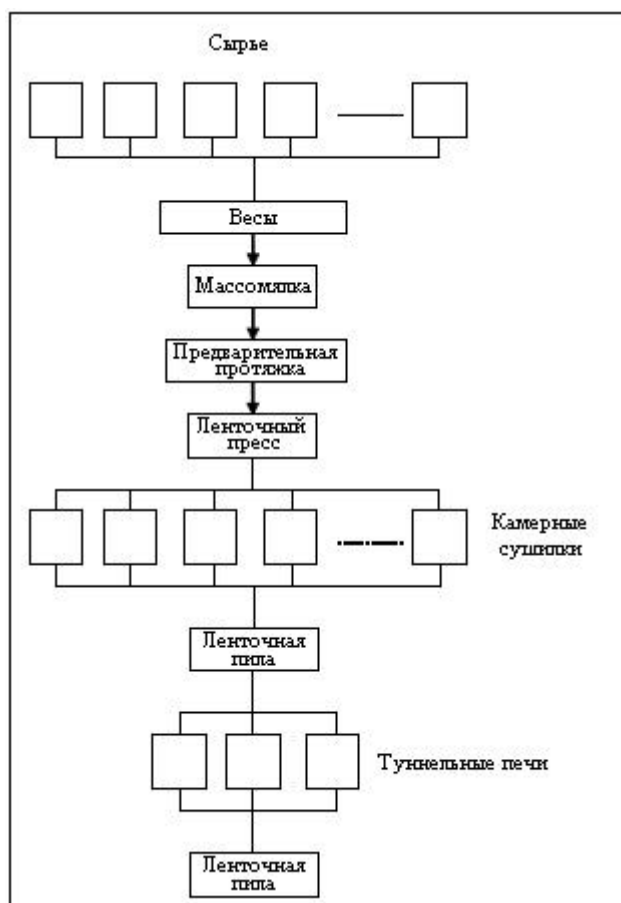 Сырье
Весы
Массомялка
Предварительная
протяжка
Ленточный
пресс
Камерные
сушилки
Ленточная
пила
Туннельные печи
Ленточная
пила